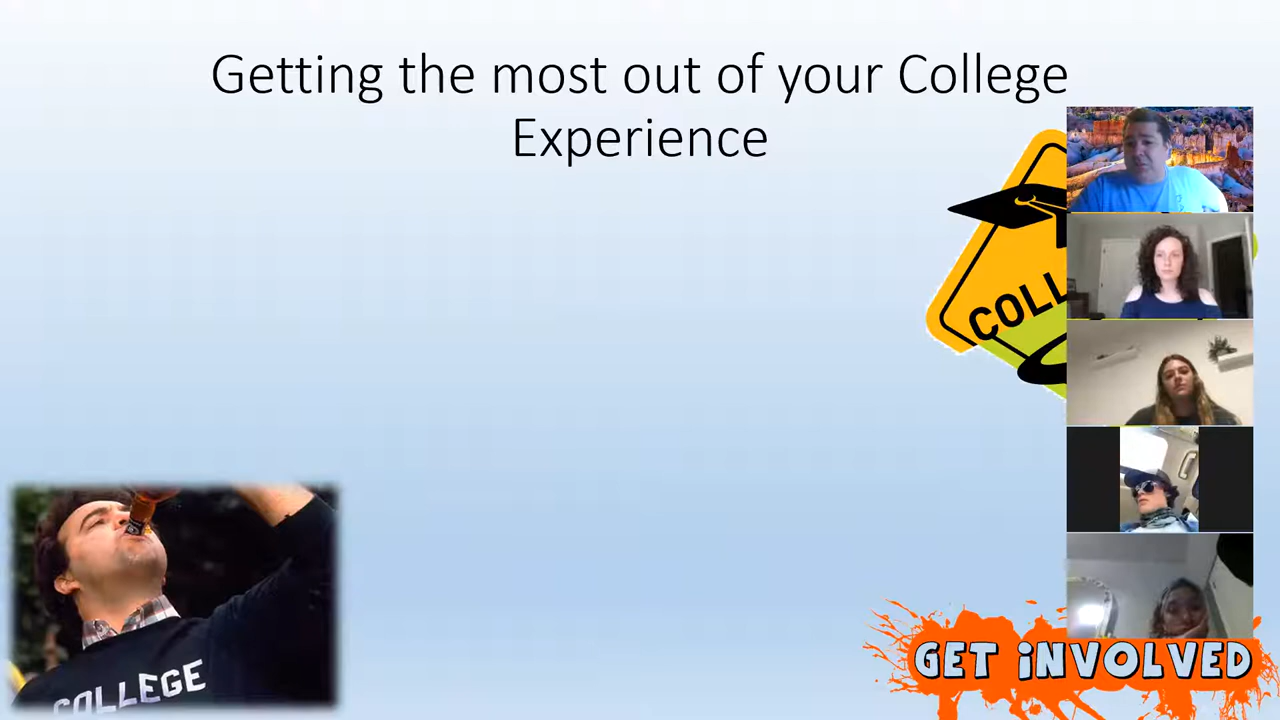 Getting the most out of your College
Experience
COLL
COLLEGE
GET iNVOLVED